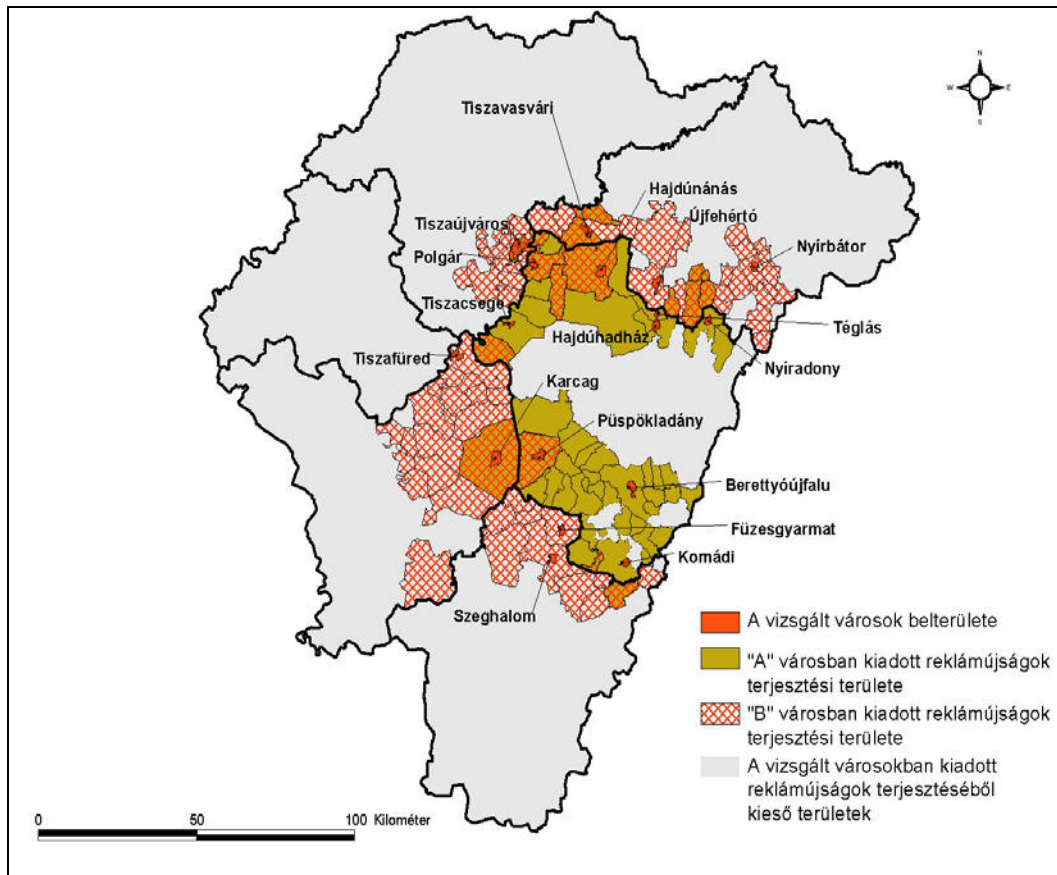 N
W E
S
Tiszavasvári
Hajdúnánás
Tiszaújváros
Újfehértó
Polgár
Nyírbátor
Tiszacsege
Hajdúhadház
Téglás
Tiszafüred
Nyíradony
Karcag
Püspökladány
Berettyóújfalu
Füzesgyarmat
Komádi
Szeghalom
A vizsgált városok belterülete
"A" városban kiadott reklámújságok
terjesztési területe
"B" városban kiadott reklámújságok
terjesztési területe
A vizsgált városokban kiadott
reklámújságok terjesztéséből
kieső területek
0 50 100 Kilométer